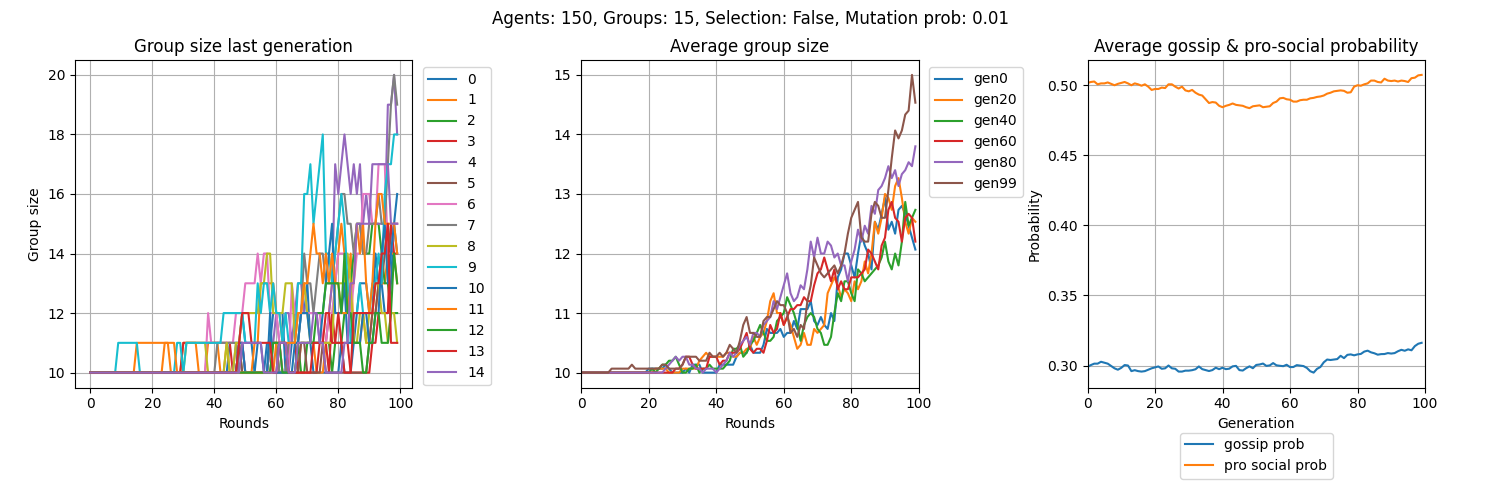 Agents: 150, Groups: 15, Selection: False, Mutation prob: 0.01
Group size last generation
Group size
20
18
16
14
12
10
0
20
40
60
80
100
Rounds
0
1
2
3
4
5
6
7
8
9
10
11
12
13
14
Average group size
15
14
13
12
11
10
0
20
40
60
80
100
Rounds
gen0
gen20
gen40
gen60
gen80
gen99
Average gossip & pro-social probability
Probability
0.50
0.45
0.40
0.35
0.30
0
20
40
60
80
100
Generation
gossip prob
pro social prob